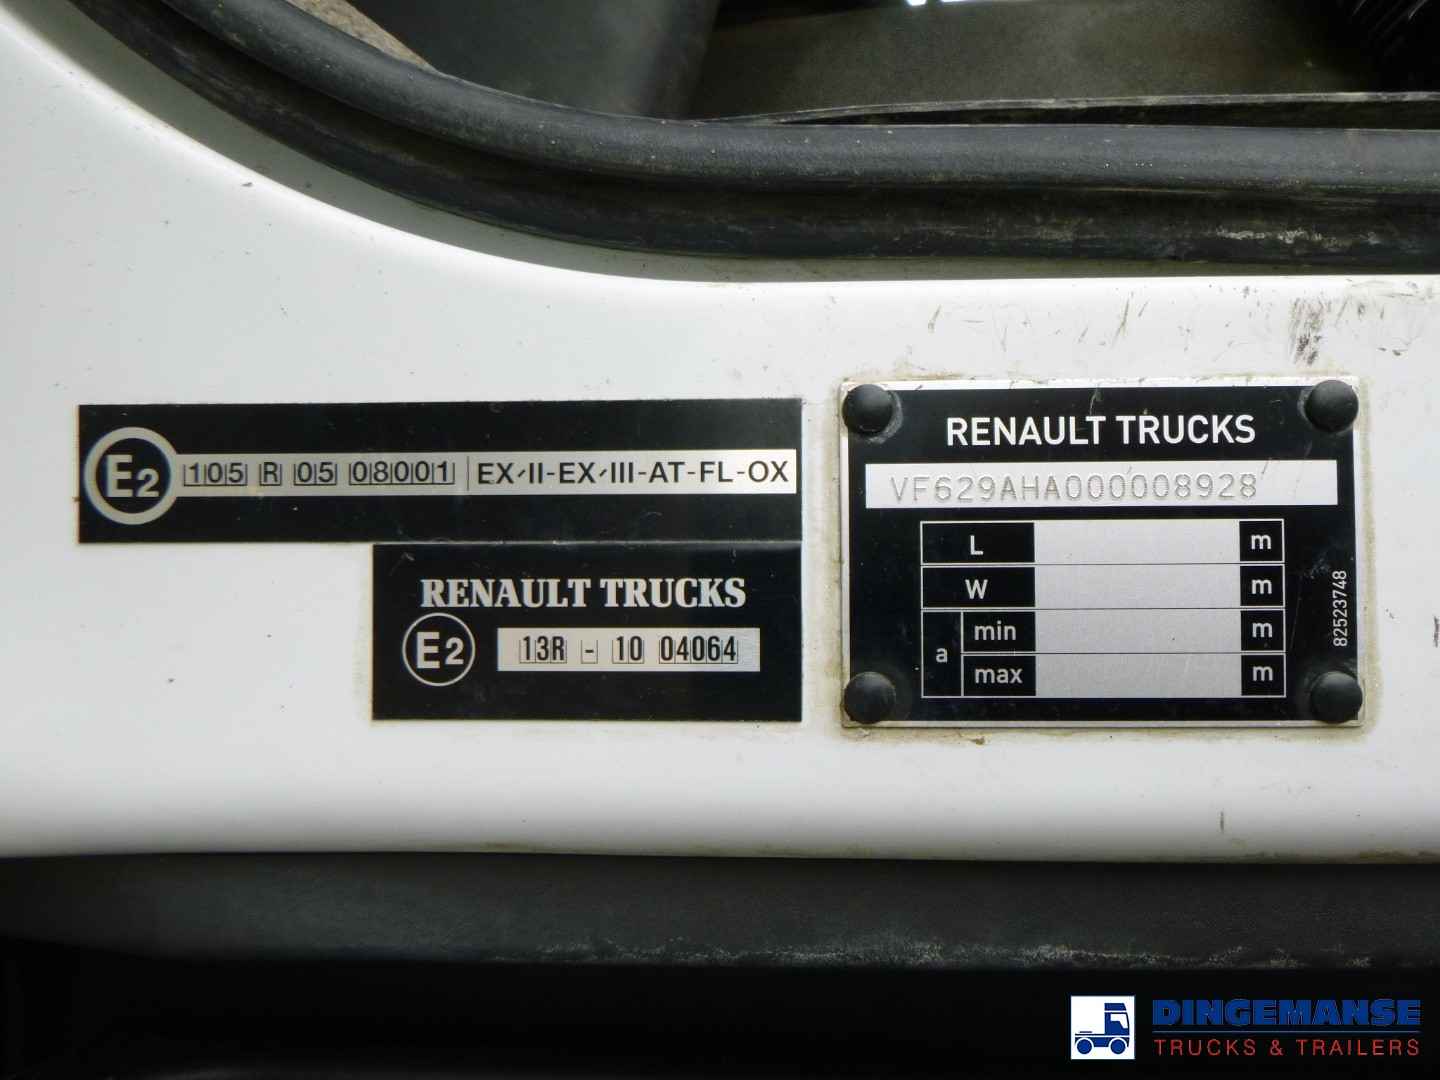 E2 105 R 05 08001 EX/II-EX/III-AT-FL-OX
RENAULT TRUCKS
E2 13R - 10 04064
RENAULT TRUCKS
VF629AHA000008928
L m
W m
a min m
max m
82523748
DINGEMANSE
TRUCKS & TRAILERS